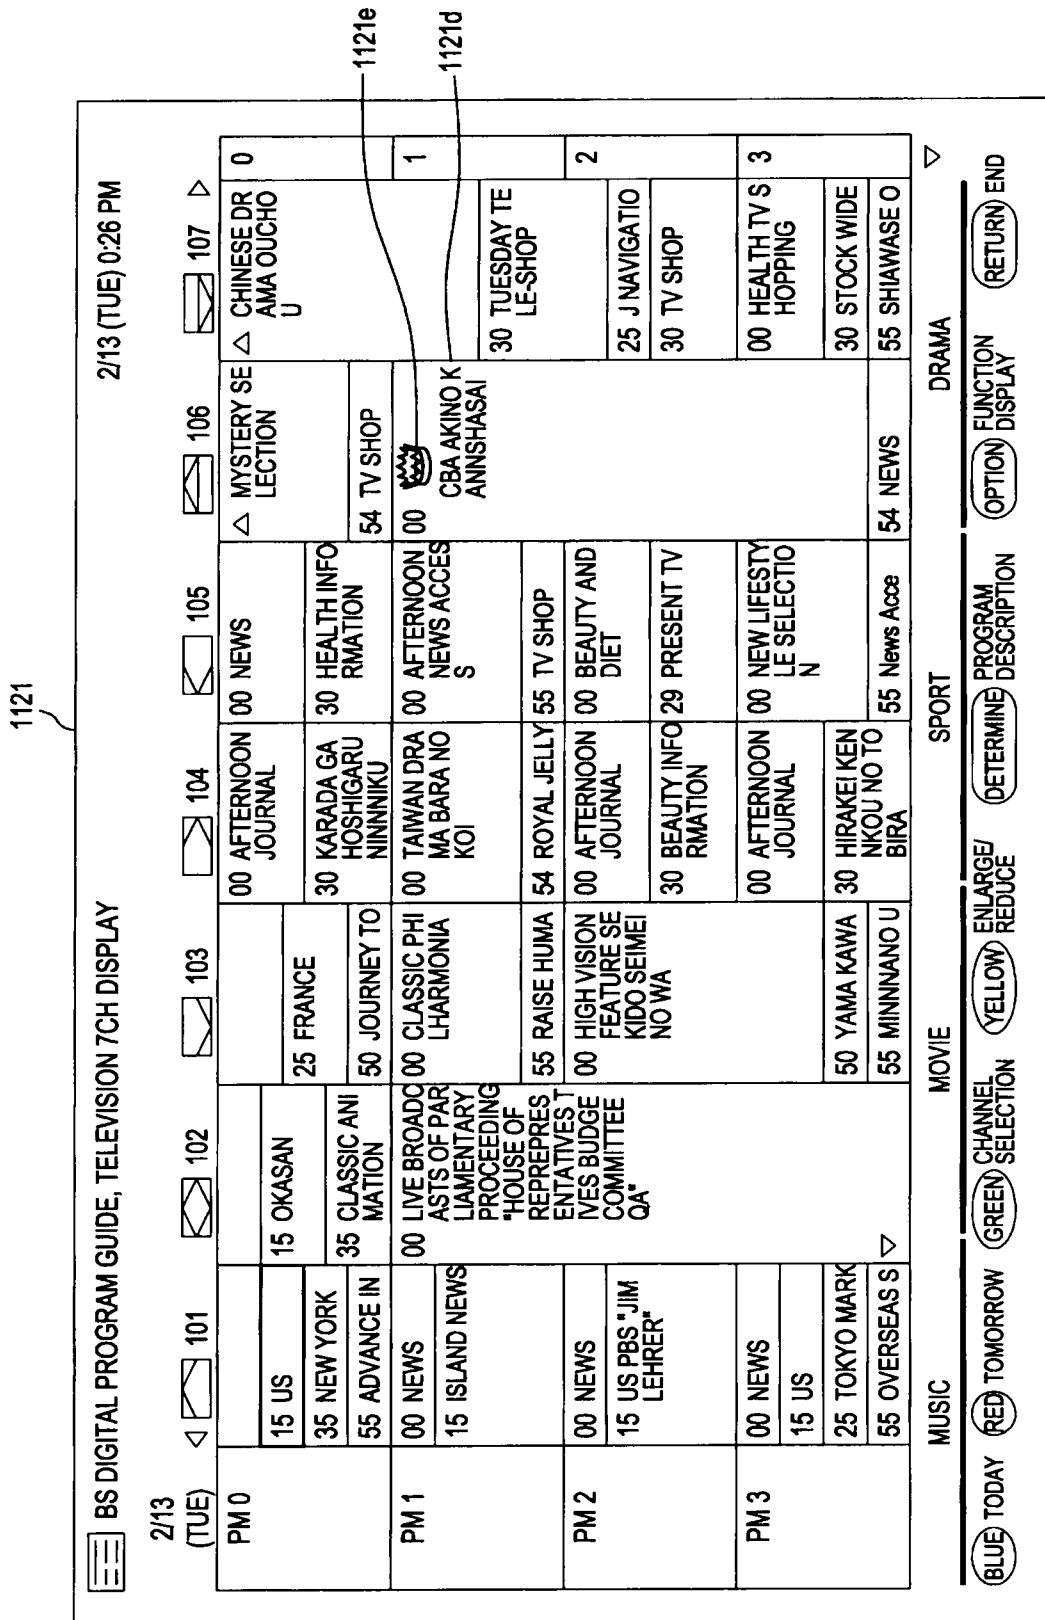 1121
BS DIGITAL PROGRAM GUIDE, TELEVISION 7CH DISPLAY
2/13 (TUE) 0:26 PM
2/13
(TUE)
101
102
103
104
105
106
107
PM 0
15 US
35 NEW YORK
55 ADVANCE IN
15 OKASAN
35 CLASSIC ANI
MATION
25 FRANCE
50 JOURNEY TO
00 AFTERNOON
JOURNAL
30 KARADA GA
HOSHIGARU
NINNNIKU
00 NEWS
30 HEALTH INFO
RMATION
MYSTERY SE
LECTION
54 TV SHOP
CHINESE DR
AMA OUCHO
U
0
PM 1
00 NEWS
15 ISLAND NEWS
00 LIVE BROADC
ASTS OF PAR
LIAMENTARY
PROCEEDING
"HOUSE OF
REPREPRES
ENTATIVES T
IVES BUDGE
COMMITTEE
QA"
00 CLASSIC PHI
LHARMONIA
55 RAISE HUMA
00 TAIWAN DRA
MA BARA NO
KOI
54 ROYAL JELLY
00 AFTERNOON
NEWS ACCES
S
55 TV SHOP
00
CBA AKINO K
ANNSHASAI
1121e
1121d
30 TUESDAY TE
LE-SHOP
1
PM 2
00 NEWS
15 US PBS "JIM
LEHRER"
00 HIGH VISION
FEATURE SE
KIDO SEIMEI
NO WA
00 AFTERNOON
JOURNAL
30 BEAUTY INFO
RMATION
00 BEAUTY AND
DIET
29 PRESENT TV
25 J NAVIGATIO
30 TV SHOP
2
PM 3
00 NEWS
15 US
25 TOKYO MARK
55 OVERSEAS S
50 YAMA KAWA
55 MINNNANO U
00 AFTERNOON
JOURNAL
30 HIRAKEI KEN
NKOU NO TO
BIRA
00 NEW LIFESTY
LE SELECTIO
N
55 News Acce
54 NEWS
00 HEALTH TV S
HOPPING
30 STOCK WIDE
55 SHIAWASE O
3
MUSIC
MOVIE
SPORT
DRAMA
BLUE TODAY
RED TOMORROW
GREEN CHANNEL
SELECTION
YELLOW ENLARGE/
REDUCE
DETERMINE PROGRAM
DESCRIPTION
OPTION FUNCTION
DISPLAY
RETURN END